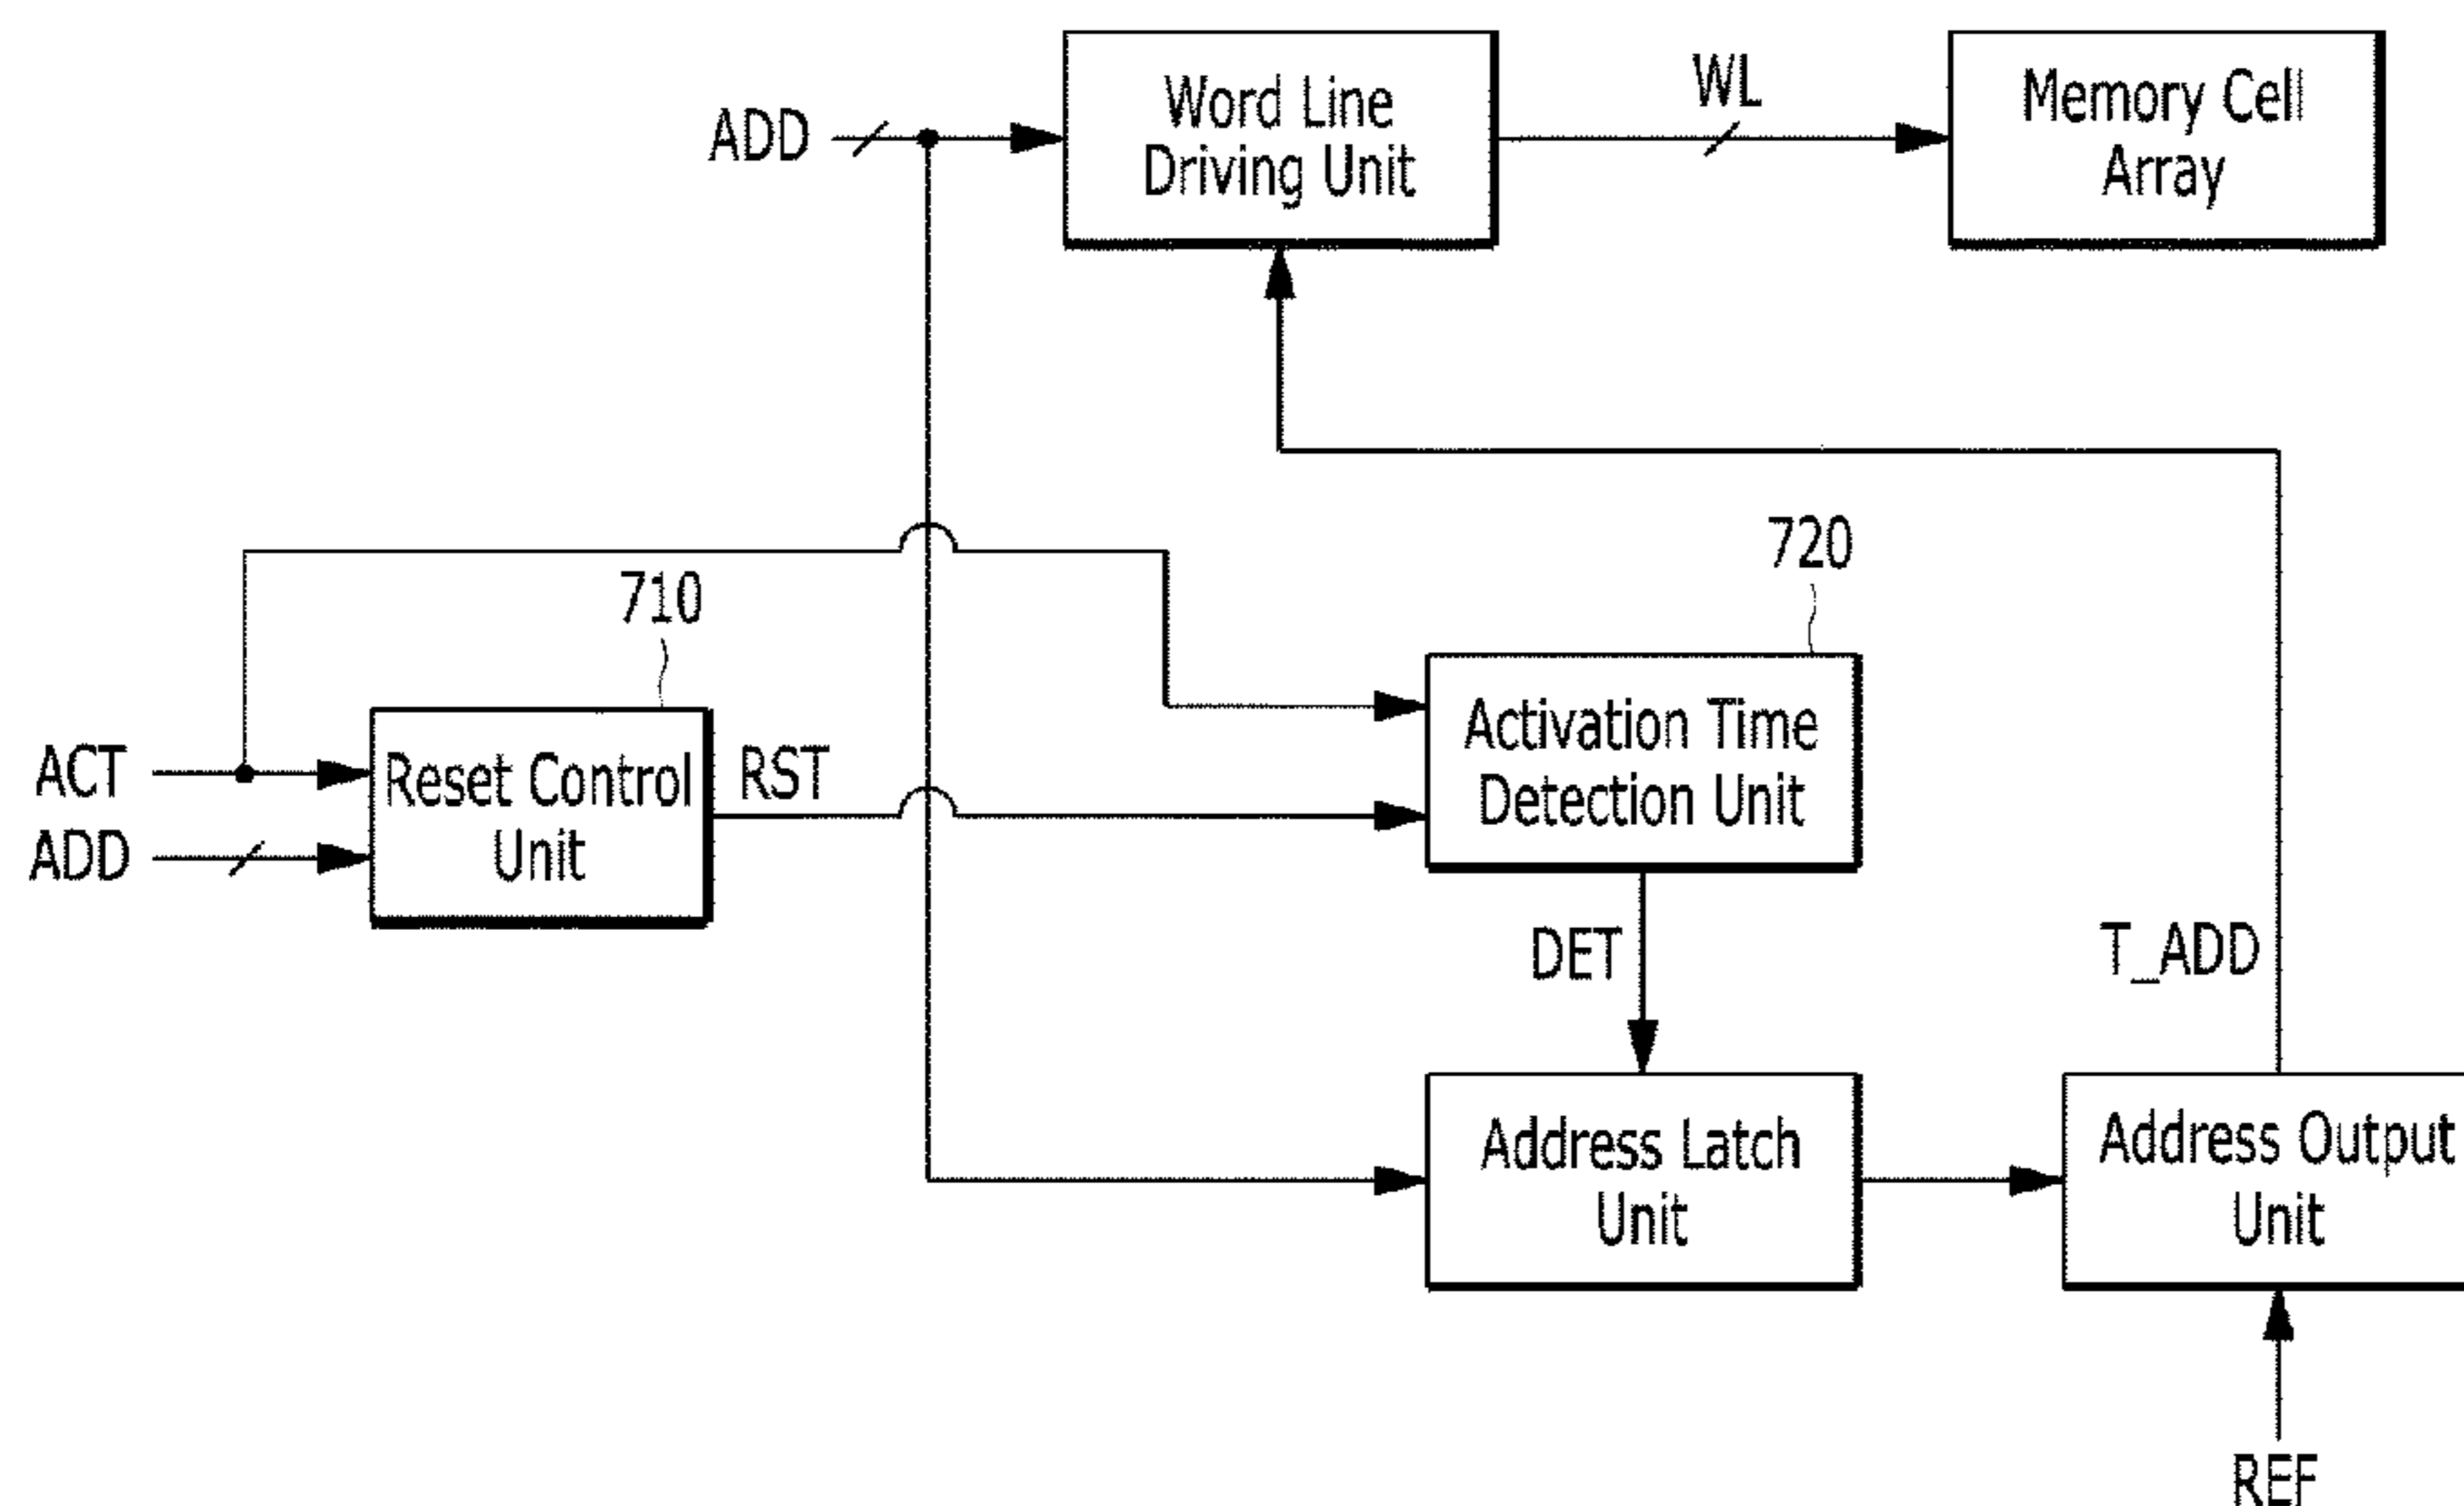 ADD
Word Line
Driving Unit
WL
Memory Cell
Array
710
720
ACT
ADD
Reset Control
Unit
RST
Activation Time
Detection Unit
DET
T_ADD
Address Latch
Unit
Address Output
Unit
REF